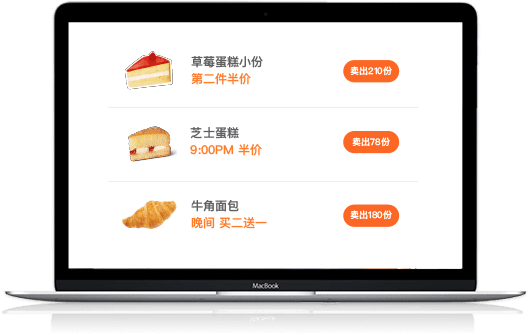 草莓蛋糕小份
第二件半价
卖出210份
芝士蛋糕
9:00PM 半价
卖出76份
牛角面包
晚间 买二送一
卖出180份
MacBook